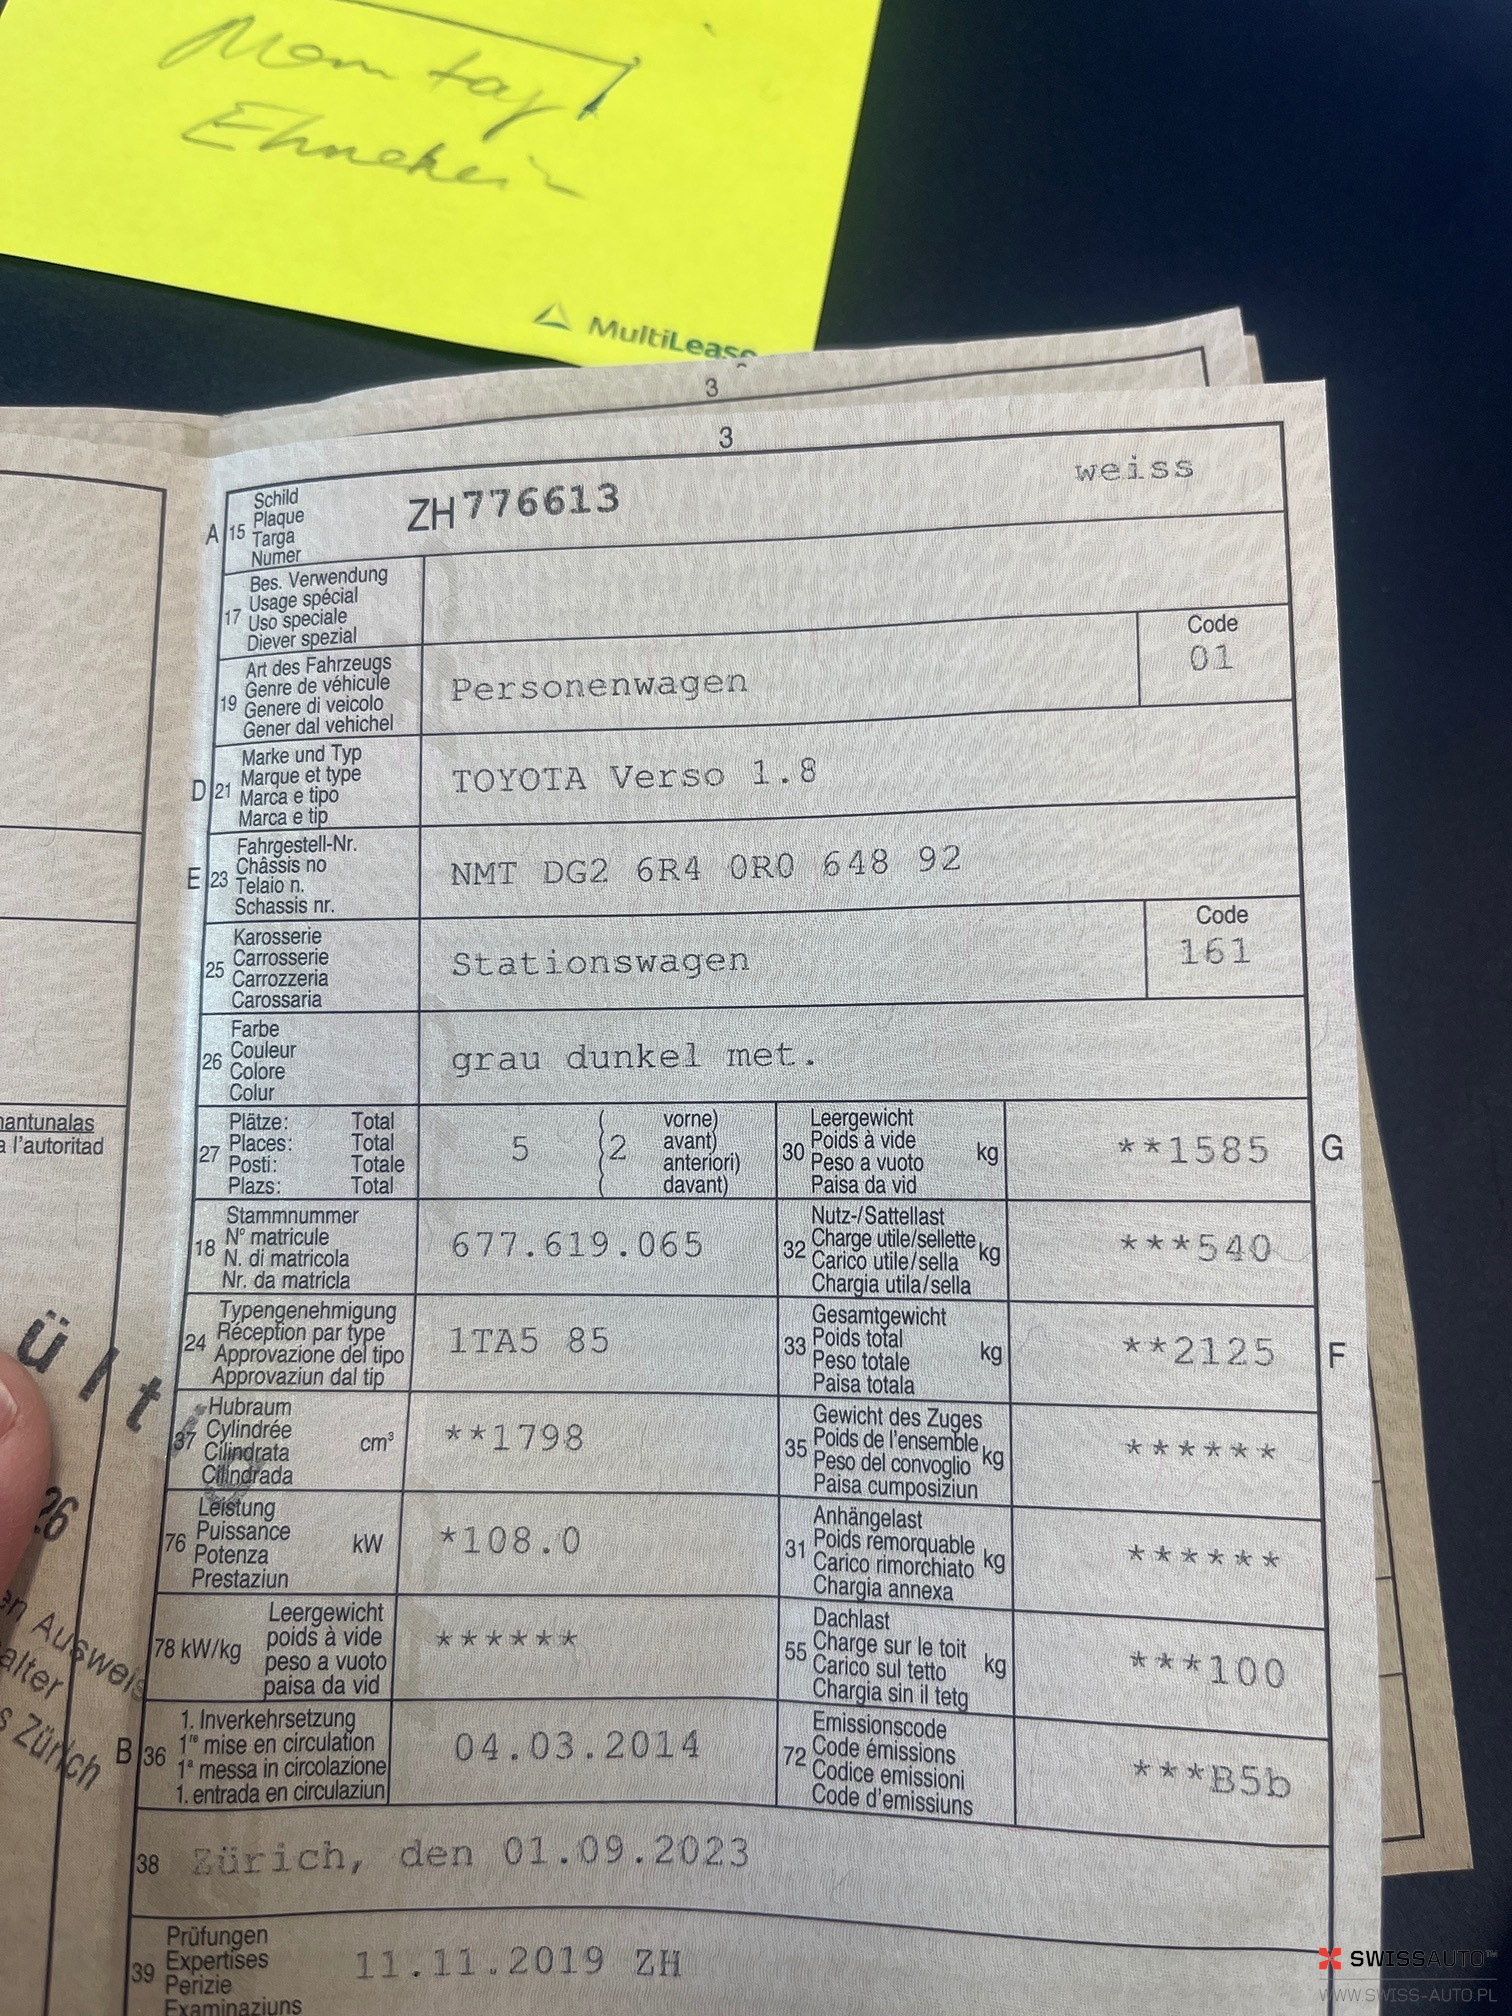 Montag
MultiLease
3
3
A 15 Schild
Plaque
Targa
Numer
ZH 776613
weiss
17 Bes. Verwendung
Usage spécial
Uso speciale
Diever spezial
19 Art des Fahrzeugs
Genre de véhicule
Genere di veicolo
Gener dal vehichel
Personenwagen
Code
01
D 21 Marke und Typ
Marque et type
Marca e tipo
Marca e tip
TOYOTA Verso 1.8
E 23 Fahrgestell-Nr.
Châssis no
Telaio n.
Schassis nr.
NMT DG2 6R4 0R0 648 92
25 Karosserie
Carrosserie
Carrozzeria
Carossaria
Stationswagen
Code
161
26 Farbe
Couleur
Colore
Colur
grau dunkel met.
27 Plätze: Total
Places: Total
Posti: Totale
Plazs: Total
5 (2 vorne)
avant)
anteriori)
davant)
30 Leergewicht
Poids à vide
Peso a vuoto
Paisa da vid
kg
**1585
G
18 Stammnummer
N° matricule
N. di matricola
Nr. da matricla
677.619.065
32 Nutz-/Sattellast
Charge utile/sellette
Carico utile/sella
Chargia utila/sella
kg
***540
24 Typengenehmigung
Réception par type
Approvazione del tipo
Approvaziun dal tip
1TA5 85
33 Gesamtgewicht
Poids total
Peso totale
Paisa totala
kg
**2125
F
37 Hubraum
Cylindrée
Cilindrata
Cilindrada
cm³
**1798
35 Gewicht des Zuges
Poids de l'ensemble
Peso del convoglio
Paisa cumposiziun
kg
******
76 Leistung
Puissance
Potenza
Prestaziun
kW
*108.0
31 Anhängelast
Poids remorquable
Carico rimorchiato
Chargia annexa
kg
******
78 kW/kg Leergewicht
poids à vide
peso a vuoto
paisa da vid
******
55 Dachlast
Charge sur le toit
Carico sul tetto
Chargia sin il tetg
kg
***100
B 36 1. Inverkehrsetzung
1re mise en circulation
1a messa in circolazione
1. entrada en circulaziun
04.03.2014
72 Emissionscode
Code émissions
Codice emissioni
Code d'emissiuns
***B5b
38 Zürich, den 01.09.2023
39 Prüfungen
Expertises
Perizie
Examinaziuns
11.11.2019 ZH
antunalas
a l'autoritad
ült
26
en Ausweis
alter
s Zürich
SWISSAUTO™
WWW.SWISS-AUTO.PL